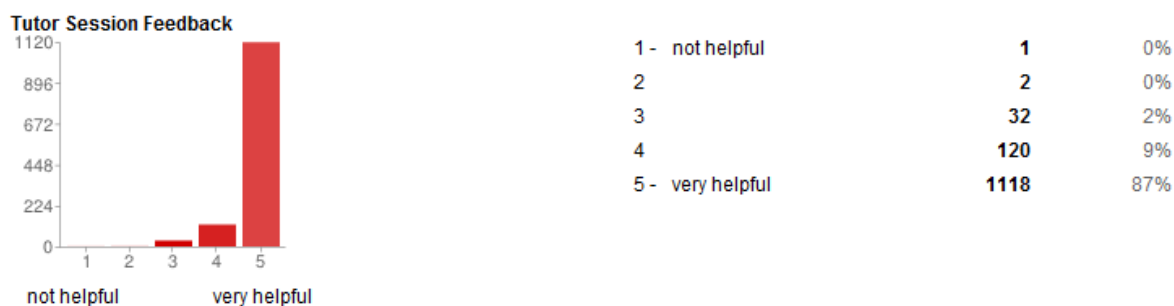 Tutor Session Feedback
1120
896
672
448
224
0
1 2 3 4 5
not helpful very helpful
1 - not helpful 1 0%
2 2 0%
3 32 2%
4 120 9%
5 - very helpful 1118 87%